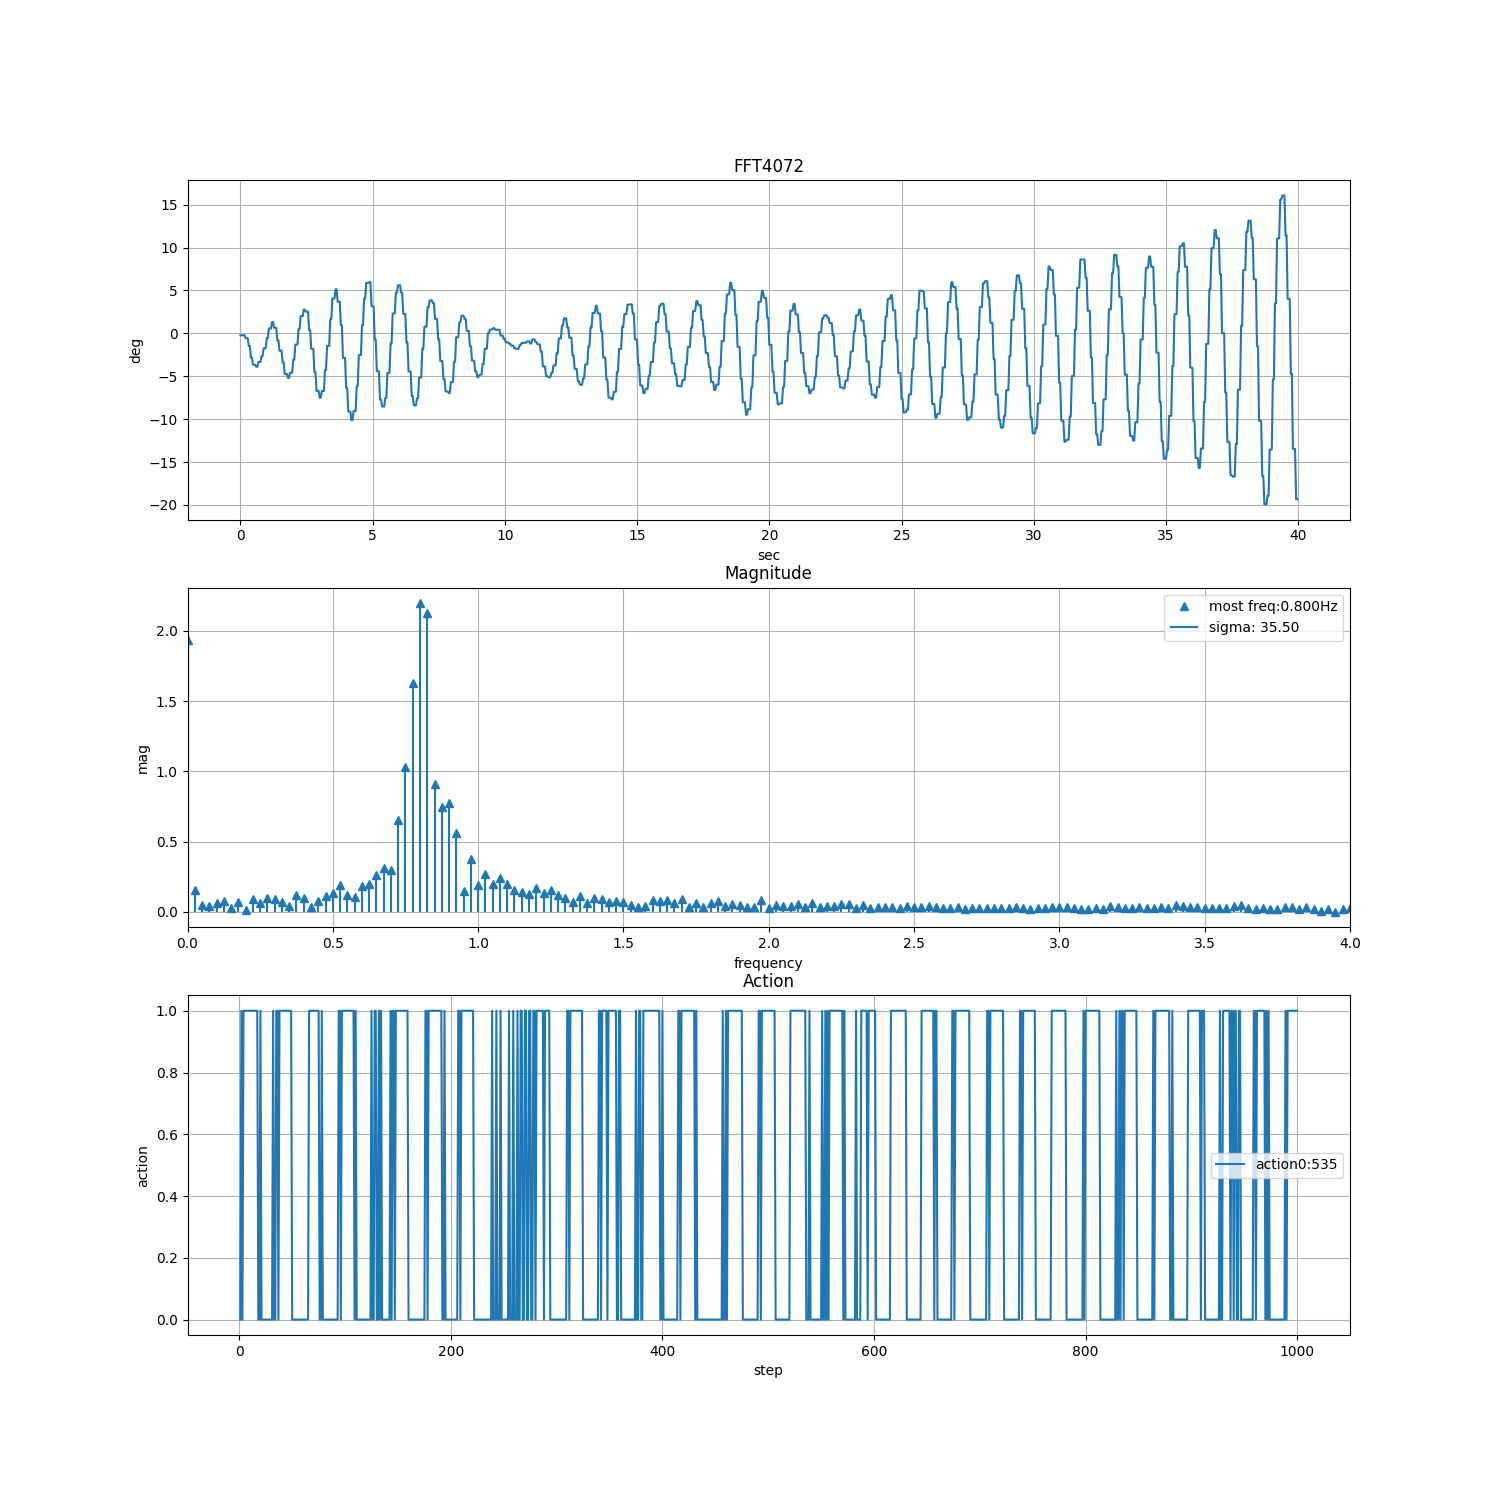 FFT4072
15
10
5
0
−5
−10
−15
−20
deg
0 5 10 15 20 25 30 35 40
sec
Magnitude
most freq:0.800Hz
sigma: 35.50
2.0
1.5
1.0
0.5
0.0
mag
0.0 0.5 1.0 1.5 2.0 2.5 3.0 3.5 4.0
frequency
Action
1.0
0.8
0.6
0.4
0.2
0.0
action
action0:535
0 200 400 600 800 1000
step